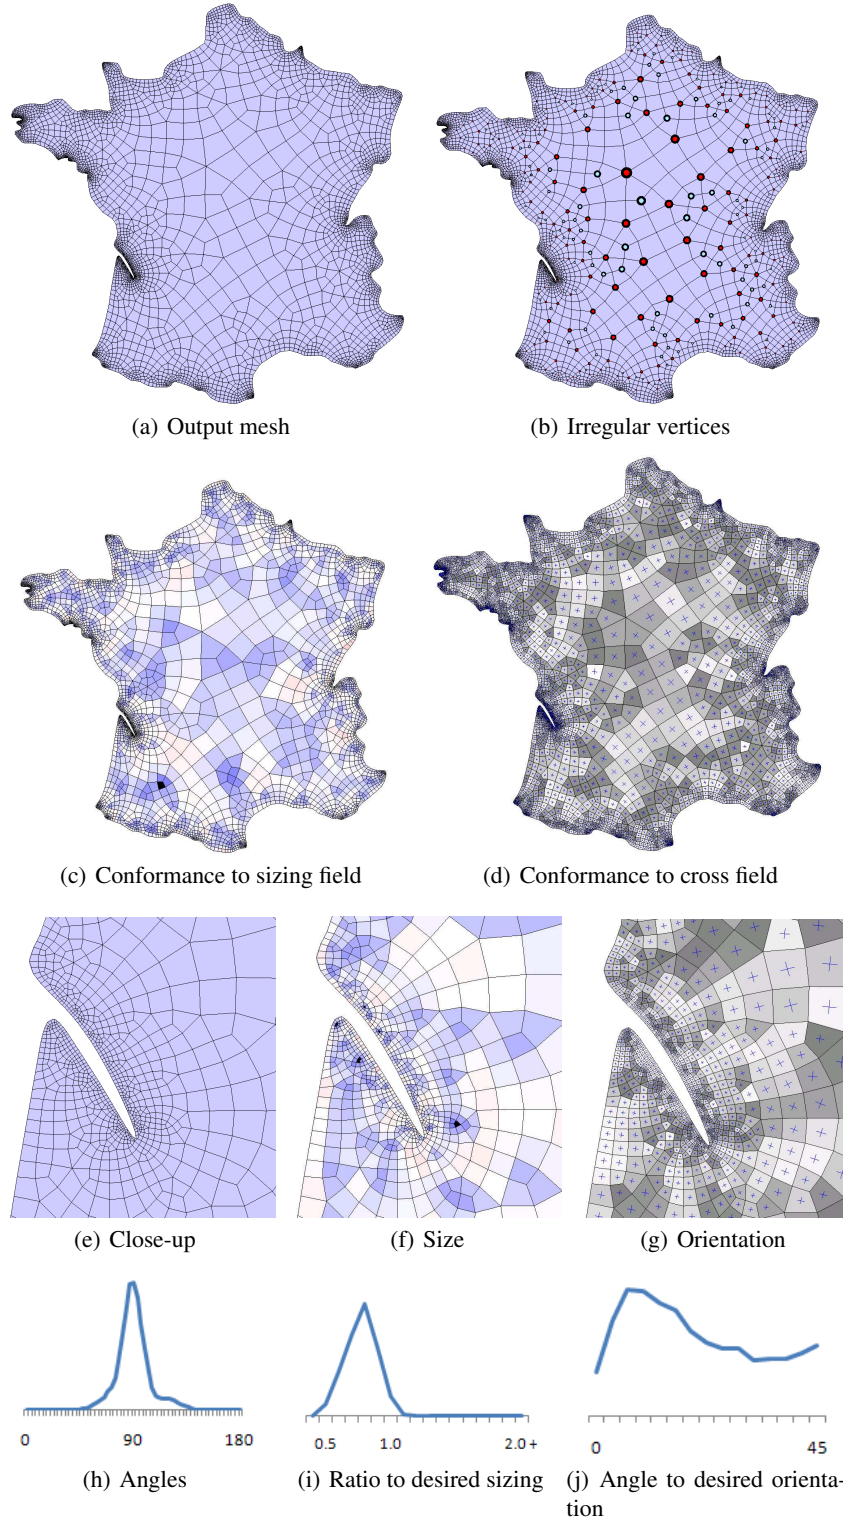 (a) Output mesh
(b) Irregular vertices
(c) Conformance to sizing field
(d) Conformance to cross field
(e) Close-up
(f) Size
(g) Orientation
0 90 180
(h) Angles
0.5 1.0 2.0+
(i) Ratio to desired sizing
0 45
(j) Angle to desired orienta-
tion